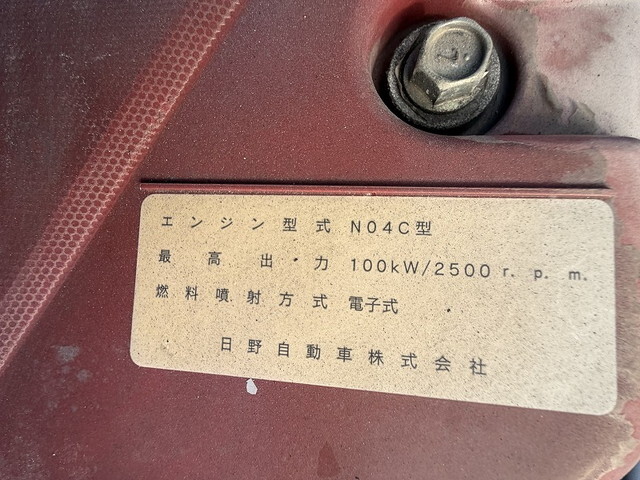 エンジン型式 N04C型
最高出力 100kW/2500 r. p. m.
燃料噴射方式 電子式
日野自動車株式会社